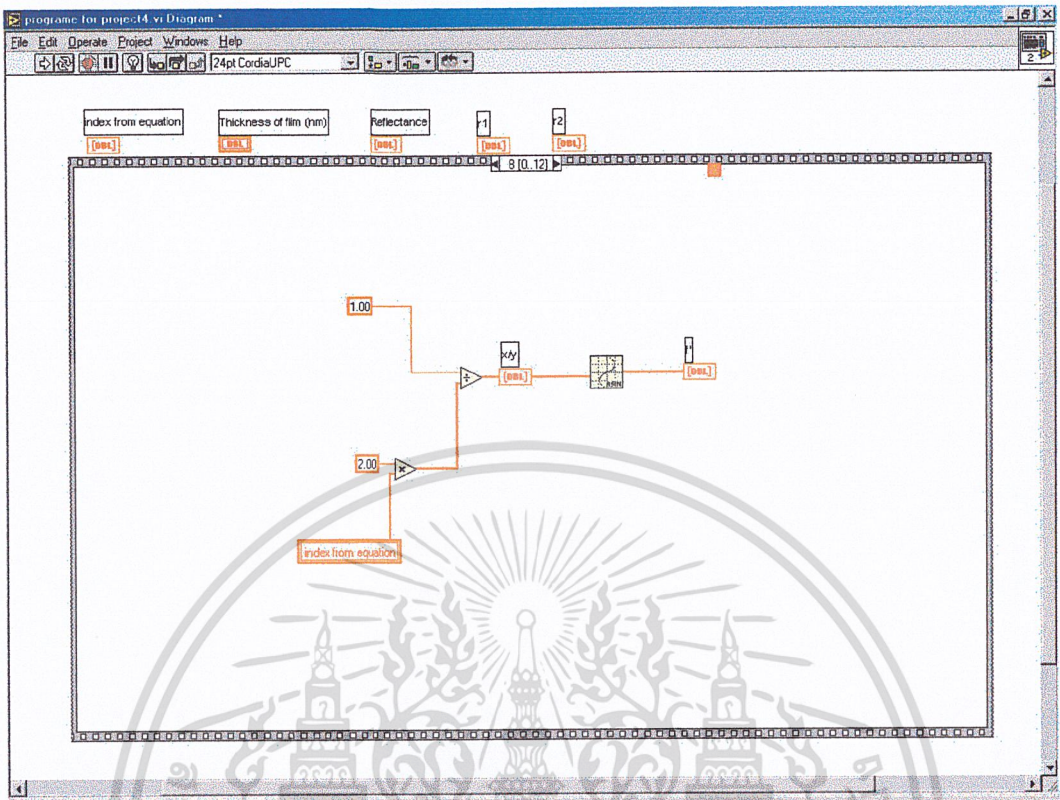 programe for project4.vi Diagram *
File Edit Operate Project Windows Help
24pt CordiaUPC
2
index from equation
Thickness of film (nm)
Reflectance
r1
r2
[DBL]
[DBL]
[DBL]
[DBL]
[DBL]
8 [0..12]
1.00
x/y
[DBL]
ASIN
[DBL]
2.00
index from equation